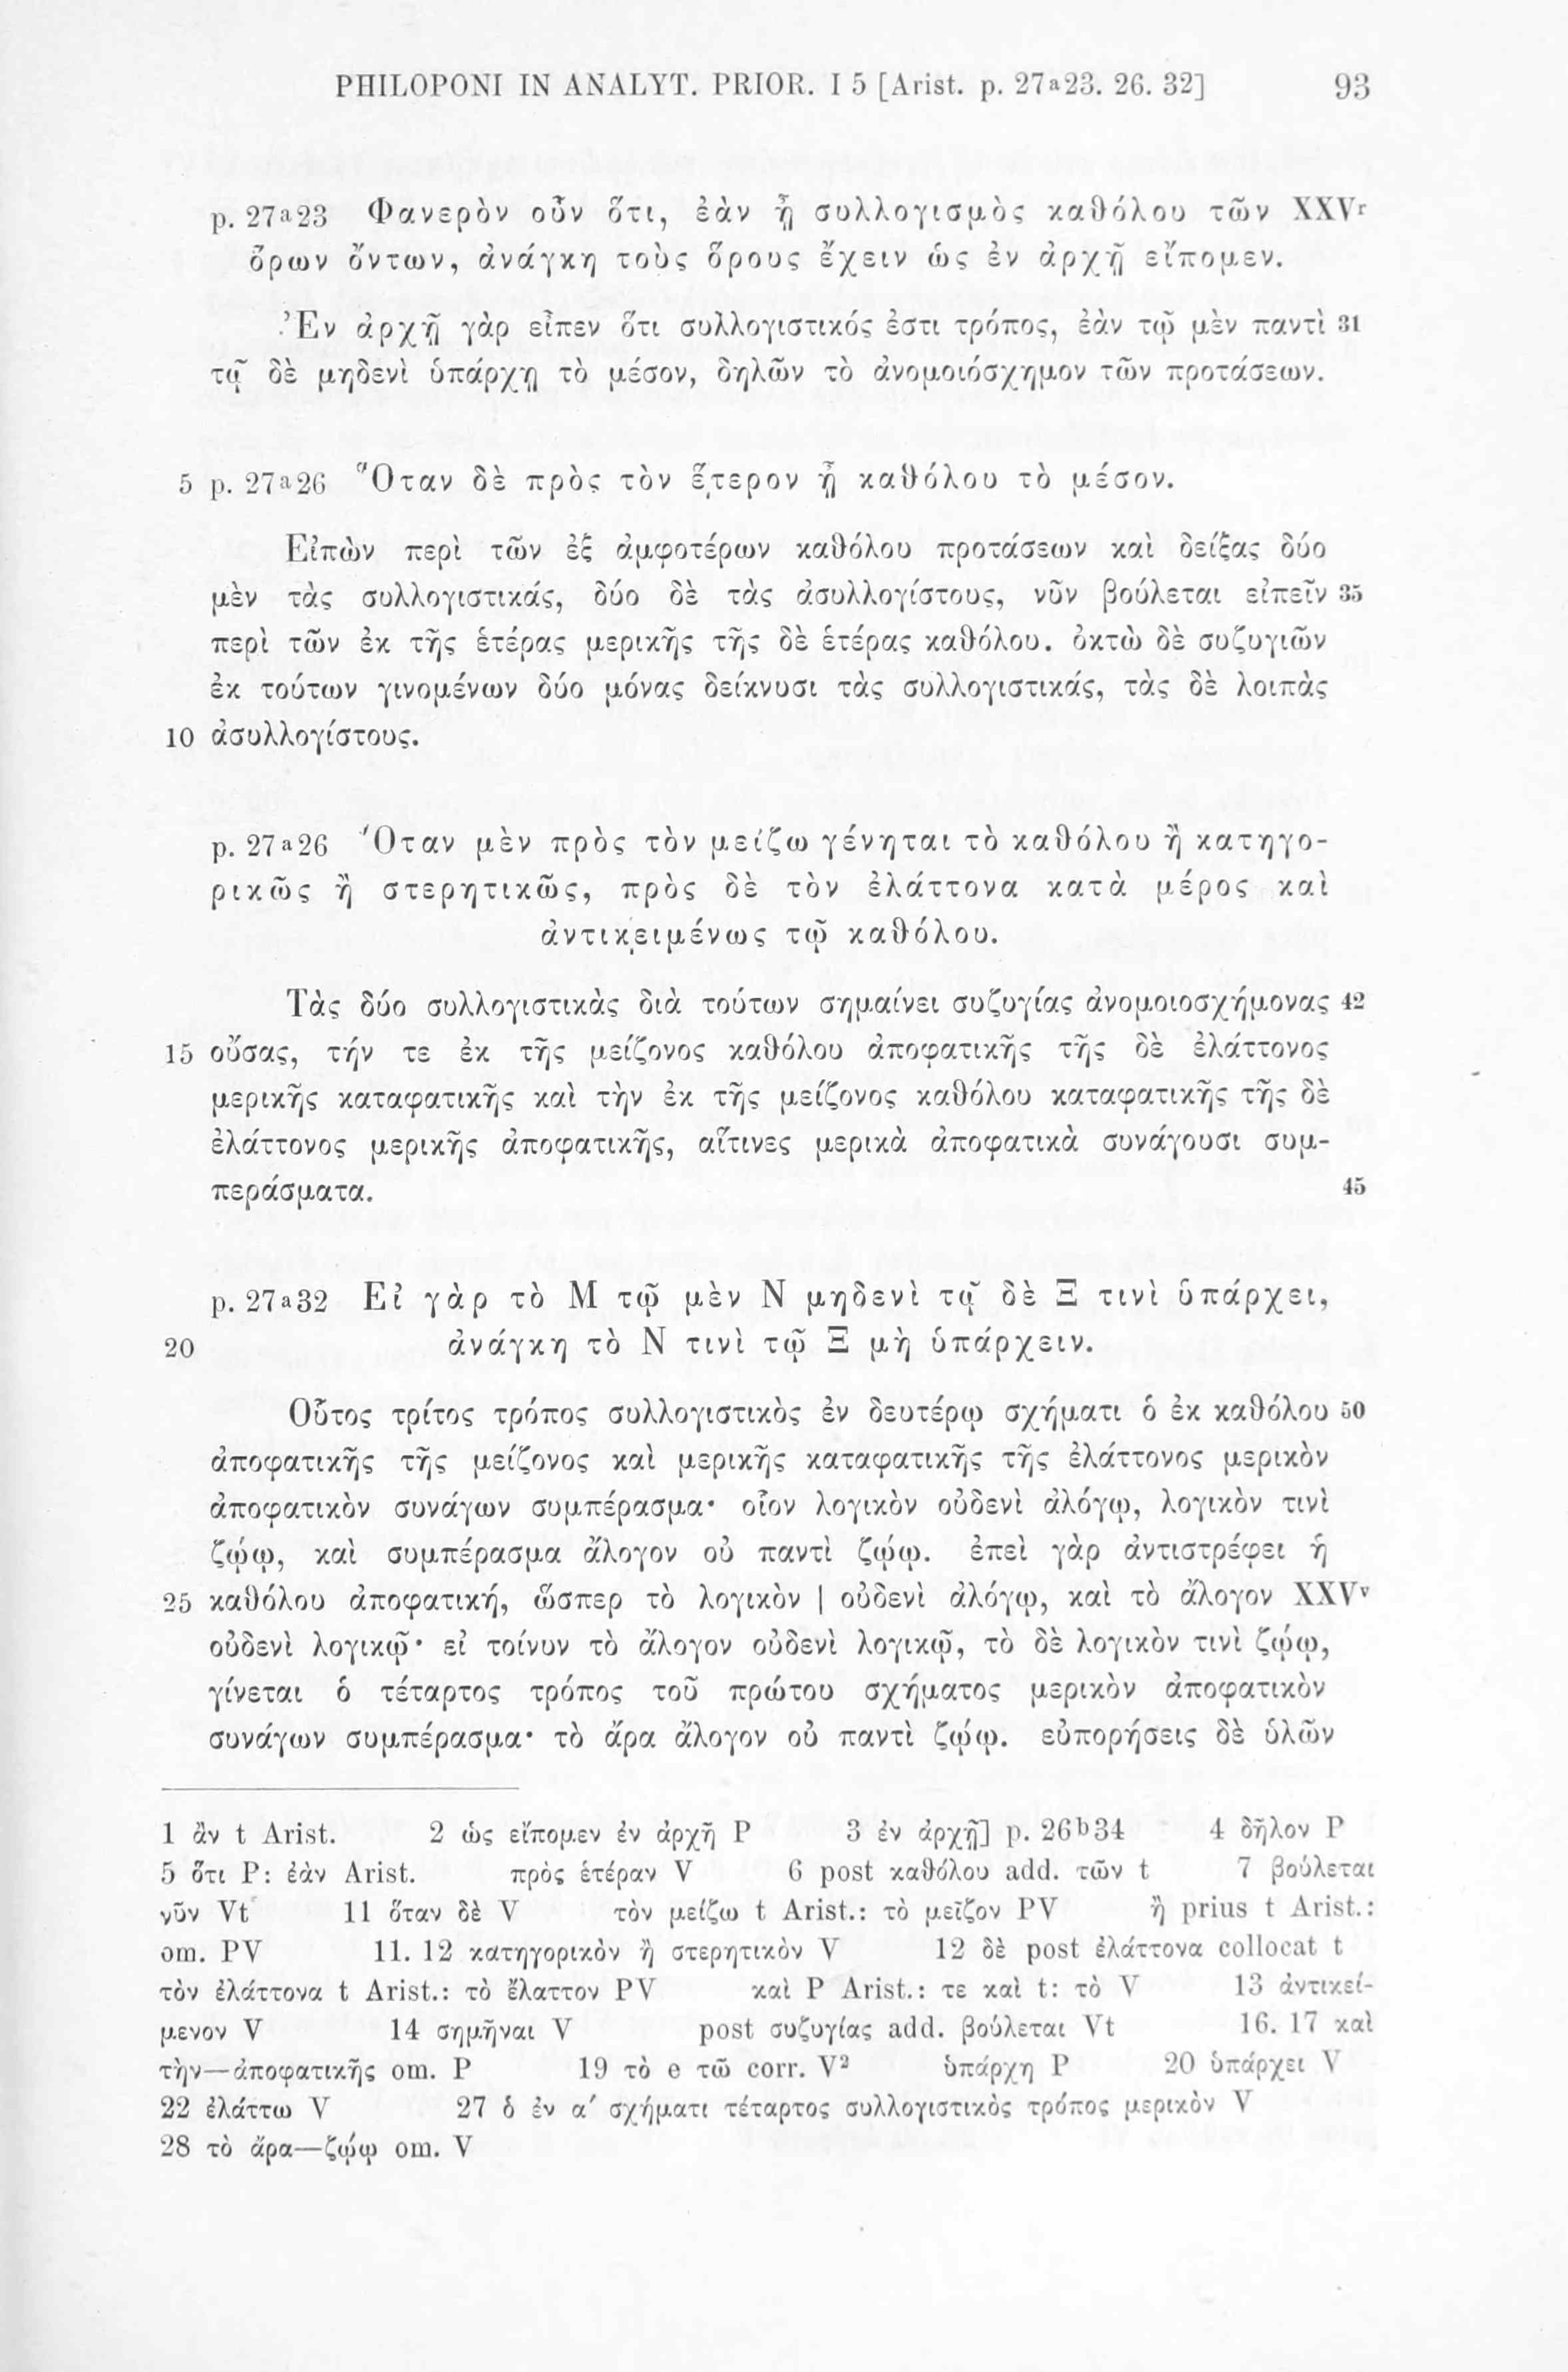 PHILOPONI IN ANALYT. PRIOR. I 5 [Arist. p. 27ᵃ23. 26. 32] 93
p. 27ᵃ23 Φανερὸν οὖν ὅτι, ἐὰν ᾖ συλλογισμὸς καθόλου τῶν XXVʳ
ὅρων ὄντων, ἀνάγκη τοὺς ὅρους ἔχειν ὡς ἐν ἀρχῇ εἴπομεν.
Ἐν ἀρχῇ γὰρ εἶπεν ὅτι συλλογιστικός ἐστι τρόπος, ἐὰν τῷ μὲν παντὶ 31
τῷ δὲ μηδενὶ ὑπάρχῃ τὸ μέσον, δηλῶν τὸ ἀνομοιόσχημον τῶν προτάσεων.
5 p. 27ᵃ26 Ὅταν δὲ πρὸς τὸν ἕτερον ᾖ καθόλου τὸ μέσον.
Εἰπὼν περὶ τῶν ἐξ ἀμφοτέρων καθόλου προτάσεων καὶ δείξας δύο
μὲν τὰς συλλογιστικάς, δύο δὲ τὰς ἀσυλλογίστους, νῦν βούλεται εἰπεῖν 35
περὶ τῶν ἐκ τῆς ἑτέρας μερικῆς τῆς δὲ ἑτέρας καθόλου. ὀκτὼ δὲ συζυγιῶν
ἐκ τούτων γινομένων δύο μόνας δείκνυσι τὰς συλλογιστικάς, τὰς δὲ λοιπὰς
10 ἀσυλλογίστους.
p. 27ᵃ26 Ὅταν μὲν πρὸς τὸν μείζω γένηται τὸ καθόλου ἢ κατηγο-
ρικῶς ἢ στερητικῶς, πρὸς δὲ τὸν ἐλάττονα κατὰ μέρος καὶ
ἀντικειμένως τῷ καθόλου.
Τὰς δύο συλλογιστικὰς διὰ τούτων σημαίνει συζυγίας ἀνομοιοσχήμονας 42
15 οὔσας, τήν τε ἐκ τῆς μείζονος καθόλου ἀποφατικῆς τῆς δὲ ἐλάττονος
μερικῆς καταφατικῆς καὶ τὴν ἐκ τῆς μείζονος καθόλου καταφατικῆς τῆς δὲ
ἐλάττονος μερικῆς ἀποφατικῆς, αἵτινες μερικὰ ἀποφατικὰ συνάγουσι συμ-
περάσματα. 45
p. 27ᵃ32 Εἰ γὰρ τὸ Μ τῷ μὲν Ν μηδενὶ τῷ δὲ Ξ τινὶ ὑπάρχει,
20 ἀνάγκη τὸ Ν τινὶ τῷ Ξ μὴ ὑπάρχειν.
Οὗτος τρίτος τρόπος συλλογιστικὸς ἐν δευτέρῳ σχήματι ὁ ἐκ καθόλου 50
ἀποφατικῆς τῆς μείζονος καὶ μερικῆς καταφατικῆς τῆς ἐλάττονος μερικὸν
ἀποφατικὸν συνάγων συμπέρασμα· οἷον λογικὸν οὐδενὶ ἀλόγῳ, λογικὸν τινὶ
ζῴῳ, καὶ συμπέρασμα ἄλογον οὐ παντὶ ζῴῳ. ἐπεὶ γὰρ ἀντιστρέφει ἡ
25 καθόλου ἀποφατική, ὥσπερ τὸ λογικὸν | οὐδενὶ ἀλόγῳ, καὶ τὸ ἄλογον XXVᵛ
οὐδενὶ λογικῷ· εἰ τοίνυν τὸ ἄλογον οὐδενὶ λογικῷ, τὸ δὲ λογικὸν τινὶ ζῴῳ,
γίνεται ὁ τέταρτος τρόπος τοῦ πρώτου σχήματος μερικὸν ἀποφατικὸν
συνάγων συμπέρασμα· τὸ ἄρα ἄλογον οὐ παντὶ ζῴῳ. εὐπορήσεις δὲ ὑλῶν
1 ἂν t Arist. 2 ὡς εἴπομεν ἐν ἀρχῆ P 3 ἐν ἀρχῇ] p. 26ᵇ34 4 δῆλον P
5 ὅτι P: ἐὰν Arist. πρὸς ἑτέραν V 6 post καθόλου add. τῶν t 7 βούλεται
νῦν Vt 11 ὅταν δὲ V τὸν μείζω t Arist.: τὸ μεῖζον PV ἢ prius t Arist.:
om. PV 11. 12 κατηγορικὸν ἢ στερητικὸν V 12 δὲ post ἐλάττονα collocat t
τὸν ἐλάττονα t Arist.: τὸ ἔλαττον PV καὶ P Arist.: τε καὶ t: τὸ V 13 ἀντικεί-
μενον V 14 σημῆναι V post συζυγίας add. βούλεται Vt 16. 17 καὶ
τὴν—ἀποφατικῆς om. P 19 τὸ e τῶ corr. V² ὑπάρχη P 20 ὑπάρχει V
22 ἐλάττω V 27 ὁ ἐν α′ σχήματι τέταρτος συλλογιστικὸς τρόπος μερικὸν V
28 τὸ ἄρα—ζῴῳ om. V